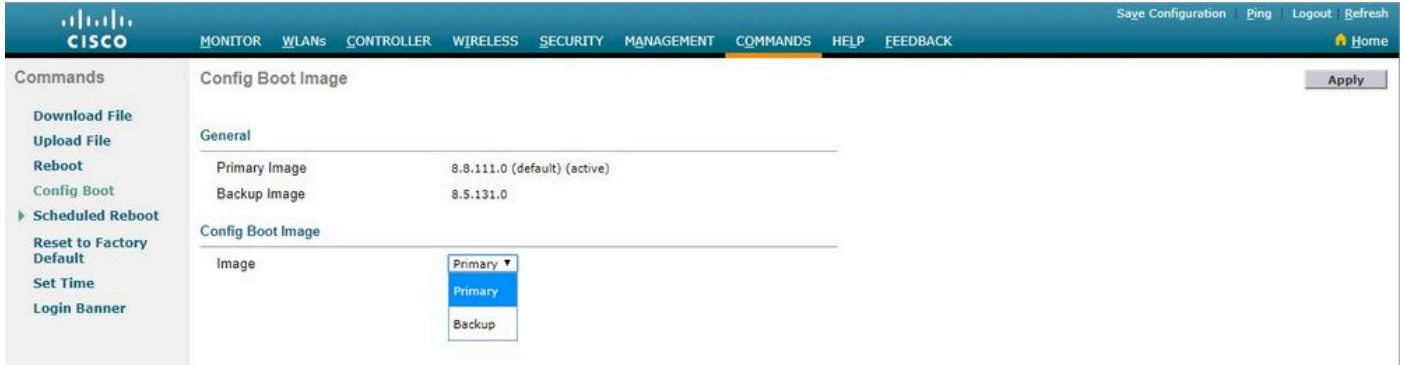 Save Configuration Ping Logout Refresh
CISCO MONITOR WLANs CONTROLLER WIRELESS SECURITY MANAGEMENT COMMANDS HELP FEEDBACK Home
Commands
Download File
Upload File
Reboot
Config Boot
Scheduled Reboot
Reset to Factory
Default
Set Time
Login Banner
Config Boot Image
Apply
General
Primary Image 8.8.111.0 (default) (active)
Backup Image 8.5.131.0
Config Boot Image
Image Primary
Primary
Backup